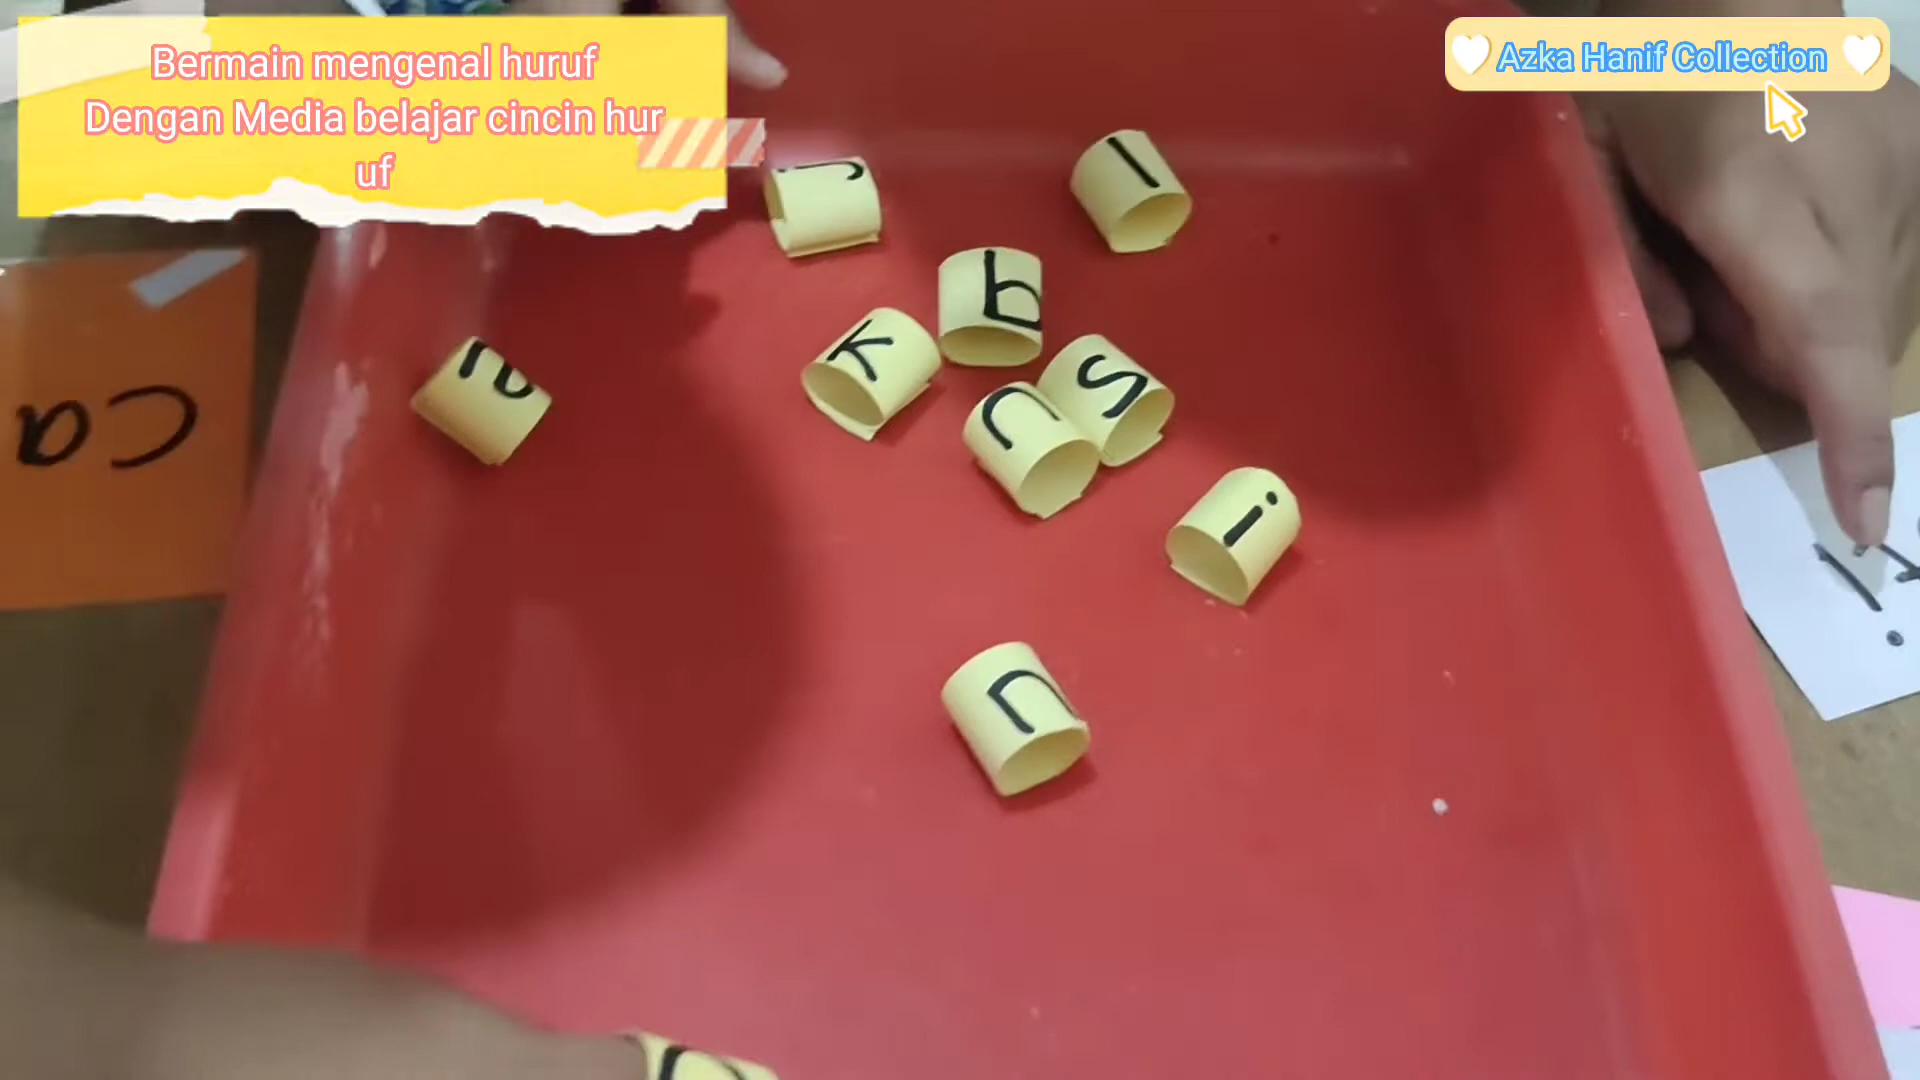 Bermain mengenal huruf
Dengan Media belajar cincin hur
uf
Azka Hanif Collection
j
l
b
k
s
i
ca